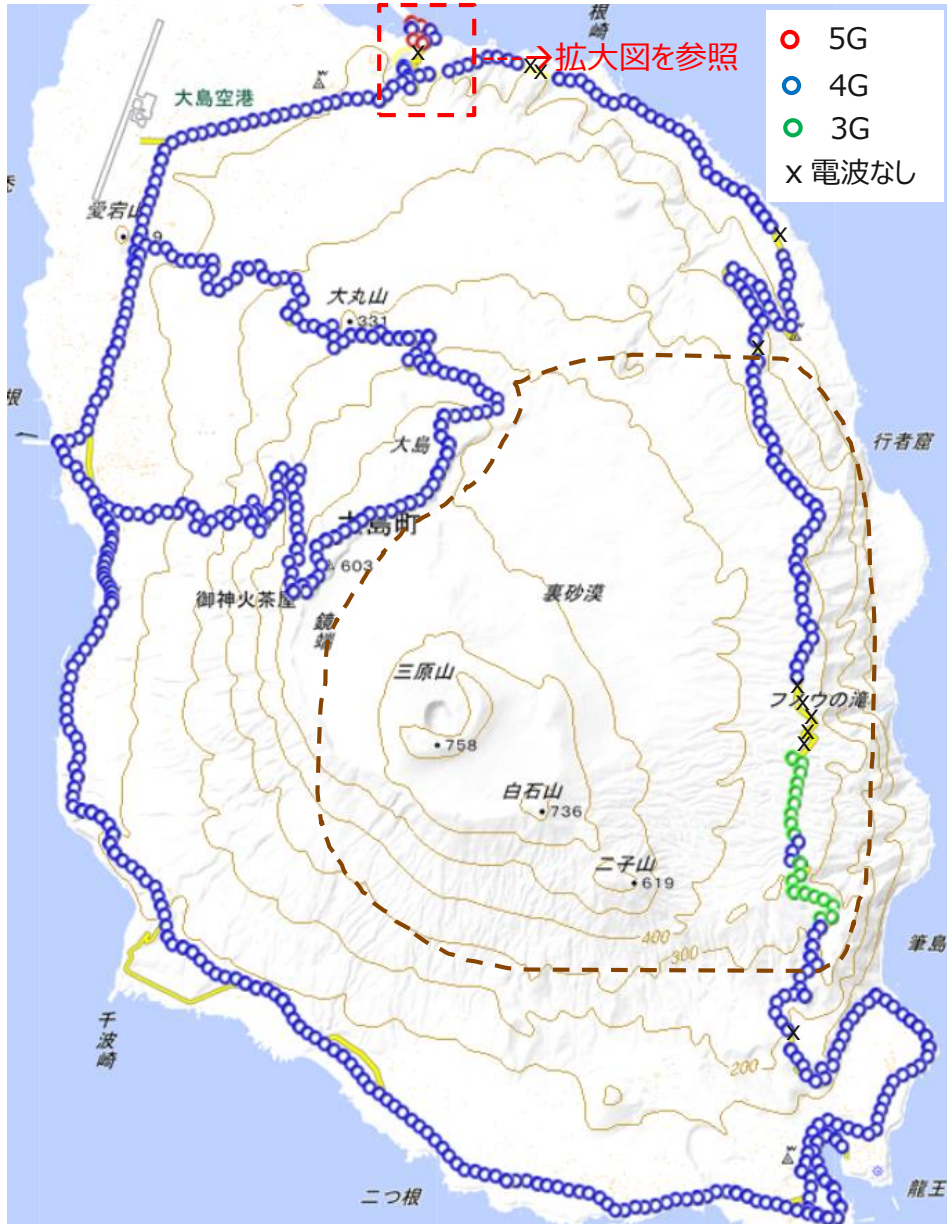 根崎
5G
4G
3G
x 電波なし
→拡大図を参照
大島空港
愛宕山
大丸山
331
根
大島
行者窟
大島町
603
御神火茶屋
鏡端
裏砂漠
三原山
758
フノウの滝
白石山
736
二子山
619
400
300
筆島
千波崎
200
二つ根
龍王